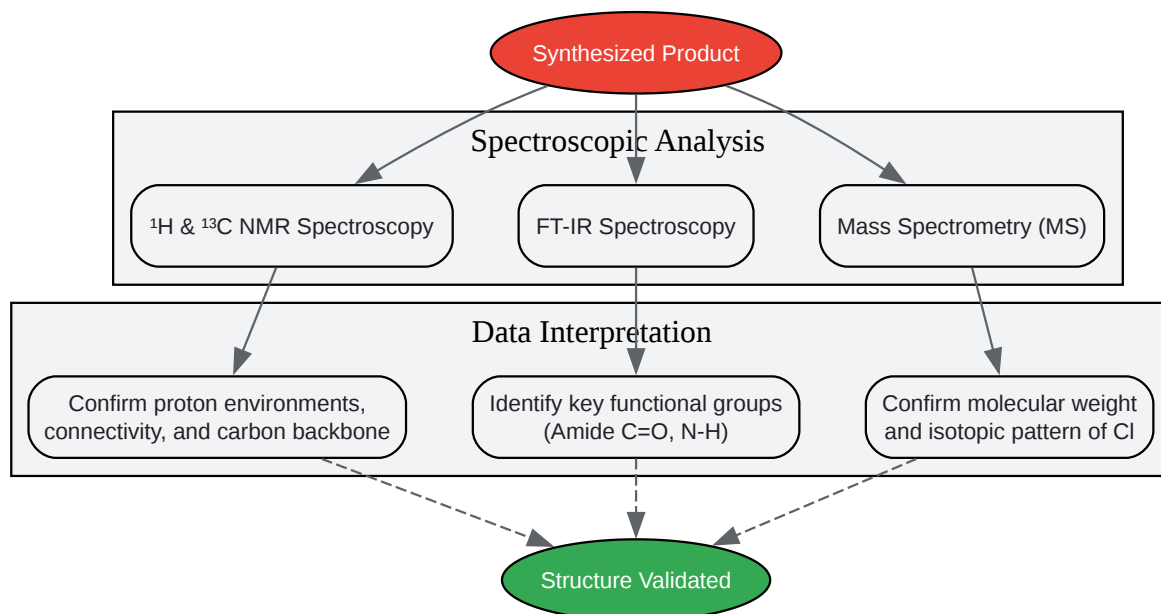 Synthesized Product
Spectroscopic Analysis
¹H & ¹³C NMR Spectroscopy
FT-IR Spectroscopy
Mass Spectrometry (MS)
Data Interpretation
Confirm proton environments,
connectivity, and carbon backbone
Identify key functional groups
(Amide C=O, N-H)
Confirm molecular weight
and isotopic pattern of Cl
Structure Validated